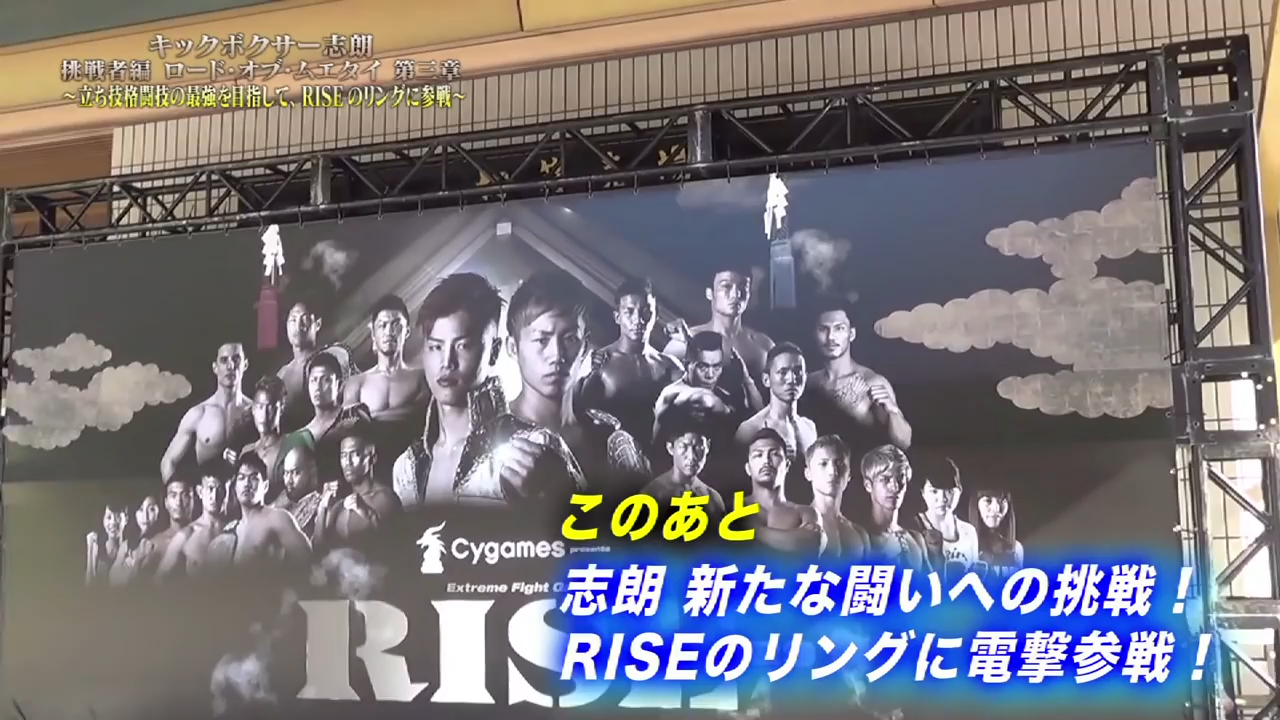 キックボクサー志朗
挑戦者編 ロード・オブ・ムエタイ 第三章
～立ち技格闘技の最強を目指して、RISEのリングに参戦～
Cygames presents
Extreme Fight
RISE
このあと
志朗 新たな闘いへの挑戦！
RISEのリングに電撃参戦！